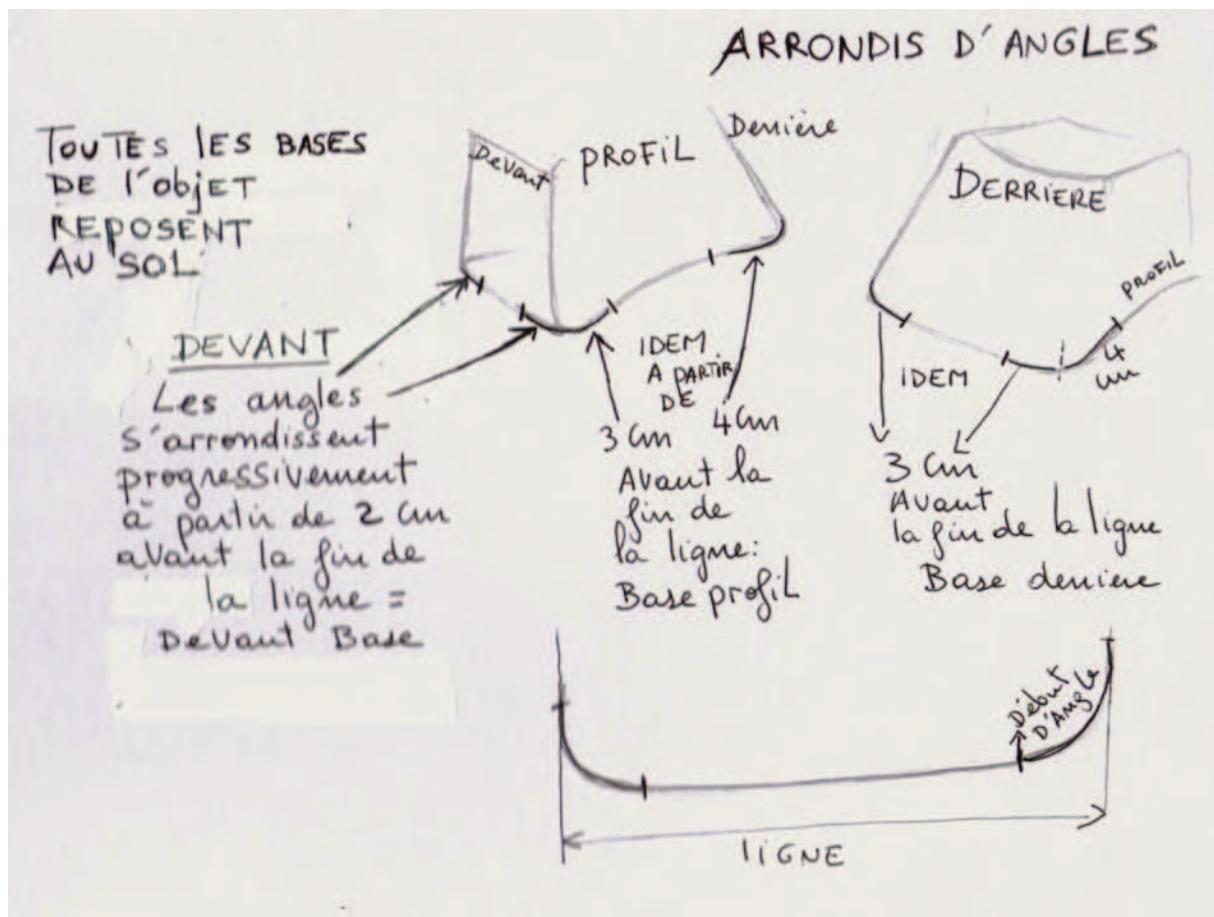 ARRONDIS D'ANGLES
TOUTES LES BASES
DE L'OBJET
REPOSENT
AU SOL
DEVANT
Les angles
s'arrondissent
progressivement
à partir de 2 cm
avant la fin de
la ligne =
Devant Base
Devant
PROFIL
Derrière
IDEM
A PARTIR
DE
3 cm
4 cm
Avant la
fin de
la ligne:
Base profil
DERRIERE
PROFIL
4
cm
IDEM
3 cm
Avant
la fin de la ligne
Base derrière
Début
D'Angle
LIGNE